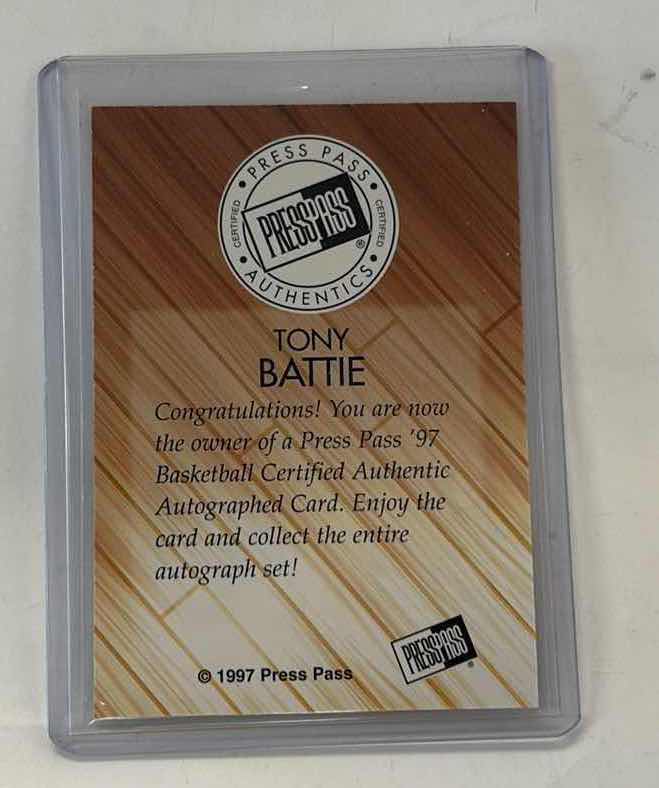 PRESS PASS
CERTIFIED
PRESS PASS
®
CERTIFIED
AUTHENTICS
TONY
BATTIE
Congratulations! You are now
the owner of a Press Pass '97
Basketball Certified Authentic
Autographed Card. Enjoy the
card and collect the entire
autograph set!
PRESS PASS
© 1997 Press Pass